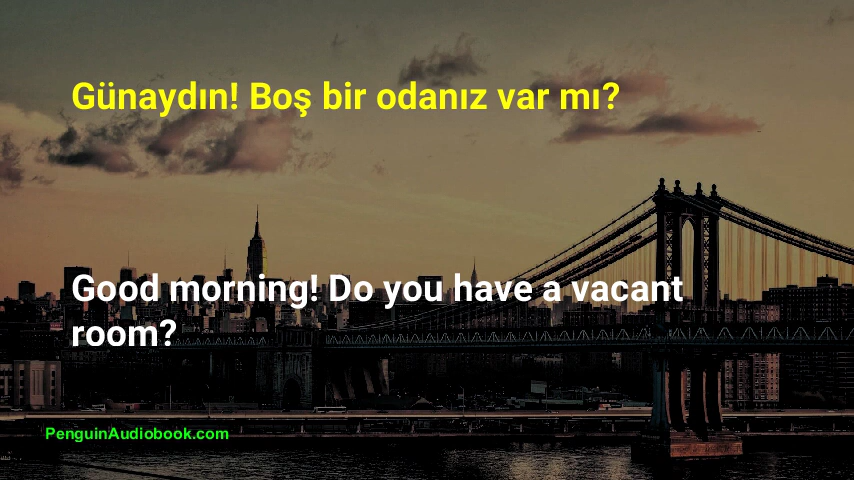 Günaydın! Boş bir odanız var mı?
Good morning! Do you have a vacant
room?
PenguinAudiobook.com